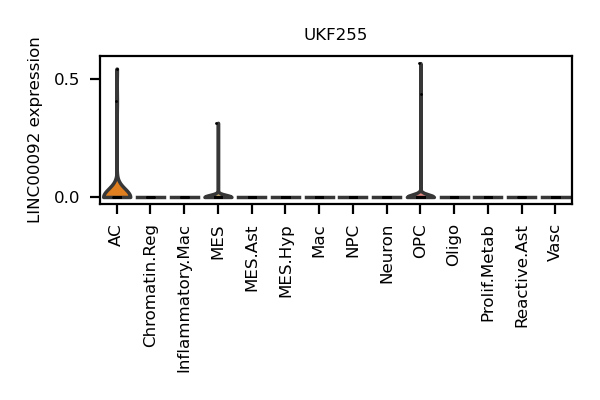 UKF255
LINC00092 expression
0.5
0.0
AC
Chromatin.Reg
Inflammatory.Mac
MES
MES.Ast
MES.Hyp
Mac
NPC
Neuron
OPC
Oligo
Prolif.Metab
Reactive.Ast
Vasc